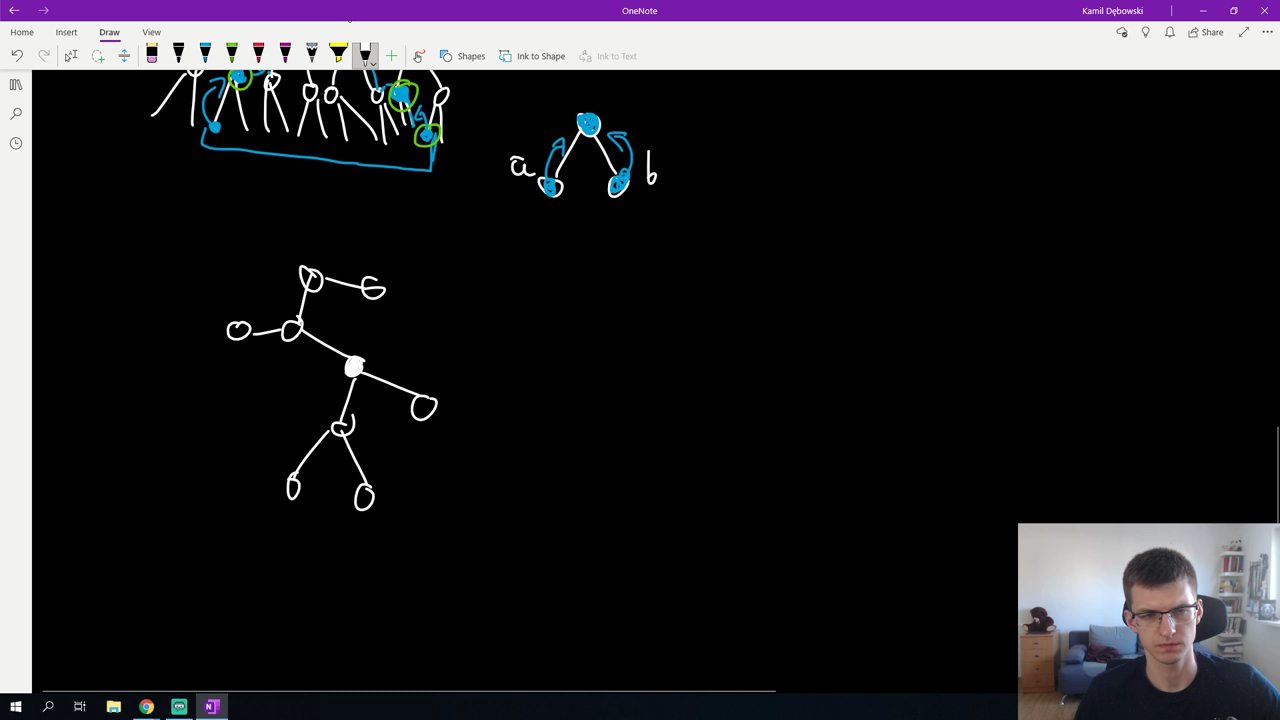 OneNote
Kamil Dębowski
Home Insert Draw View
Share
Shapes Ink to Shape Ink to Text
a b